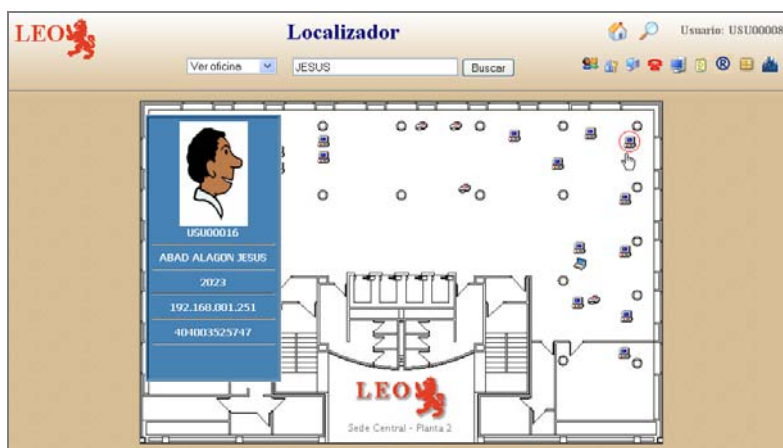 LEO
Localizador
Usuario: USU00008
Ver oficina
JESUS
Buscar
®
USU00016
ABAD ALAGON JESUS
2023
192.168.001.251
404003525747
LEO
Sede Central - Planta 2